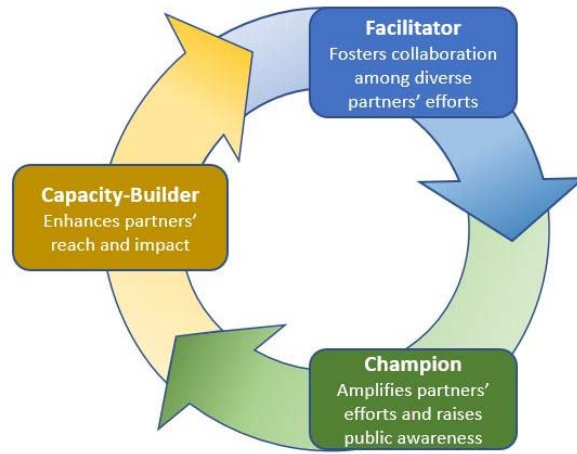 Facilitator
Fosters collaboration
among diverse
partners’ efforts
Capacity-Builder
Enhances partners’
reach and impact
Champion
Amplifies partners’
efforts and raises
public awareness